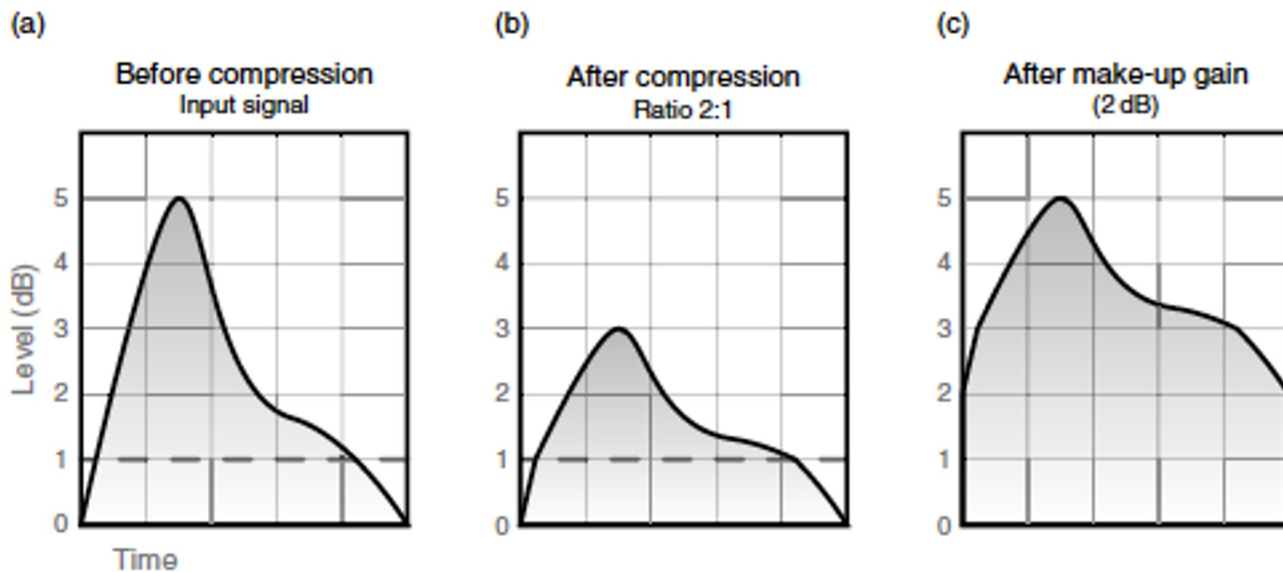 (a)
Before compression
Input signal
5
4
3
2
1
0
Level (dB)
Time
(b)
After compression
Ratio 2:1
5
4
3
2
1
0
(c)
After make-up gain
(2 dB)
5
4
3
2
1
0